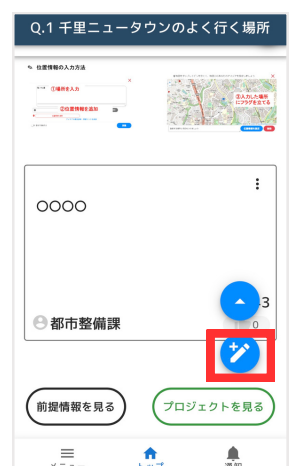 Q.1 千里ニュータウンのよく行く場所
位置情報の入力方法
①場所を入力
②位置情報を追加
③入力した場所
にフラグを立てる
○○○○
3
都市整備課
0
前提情報を見る
プロジェクトを見る
メニュー
トップ
通知